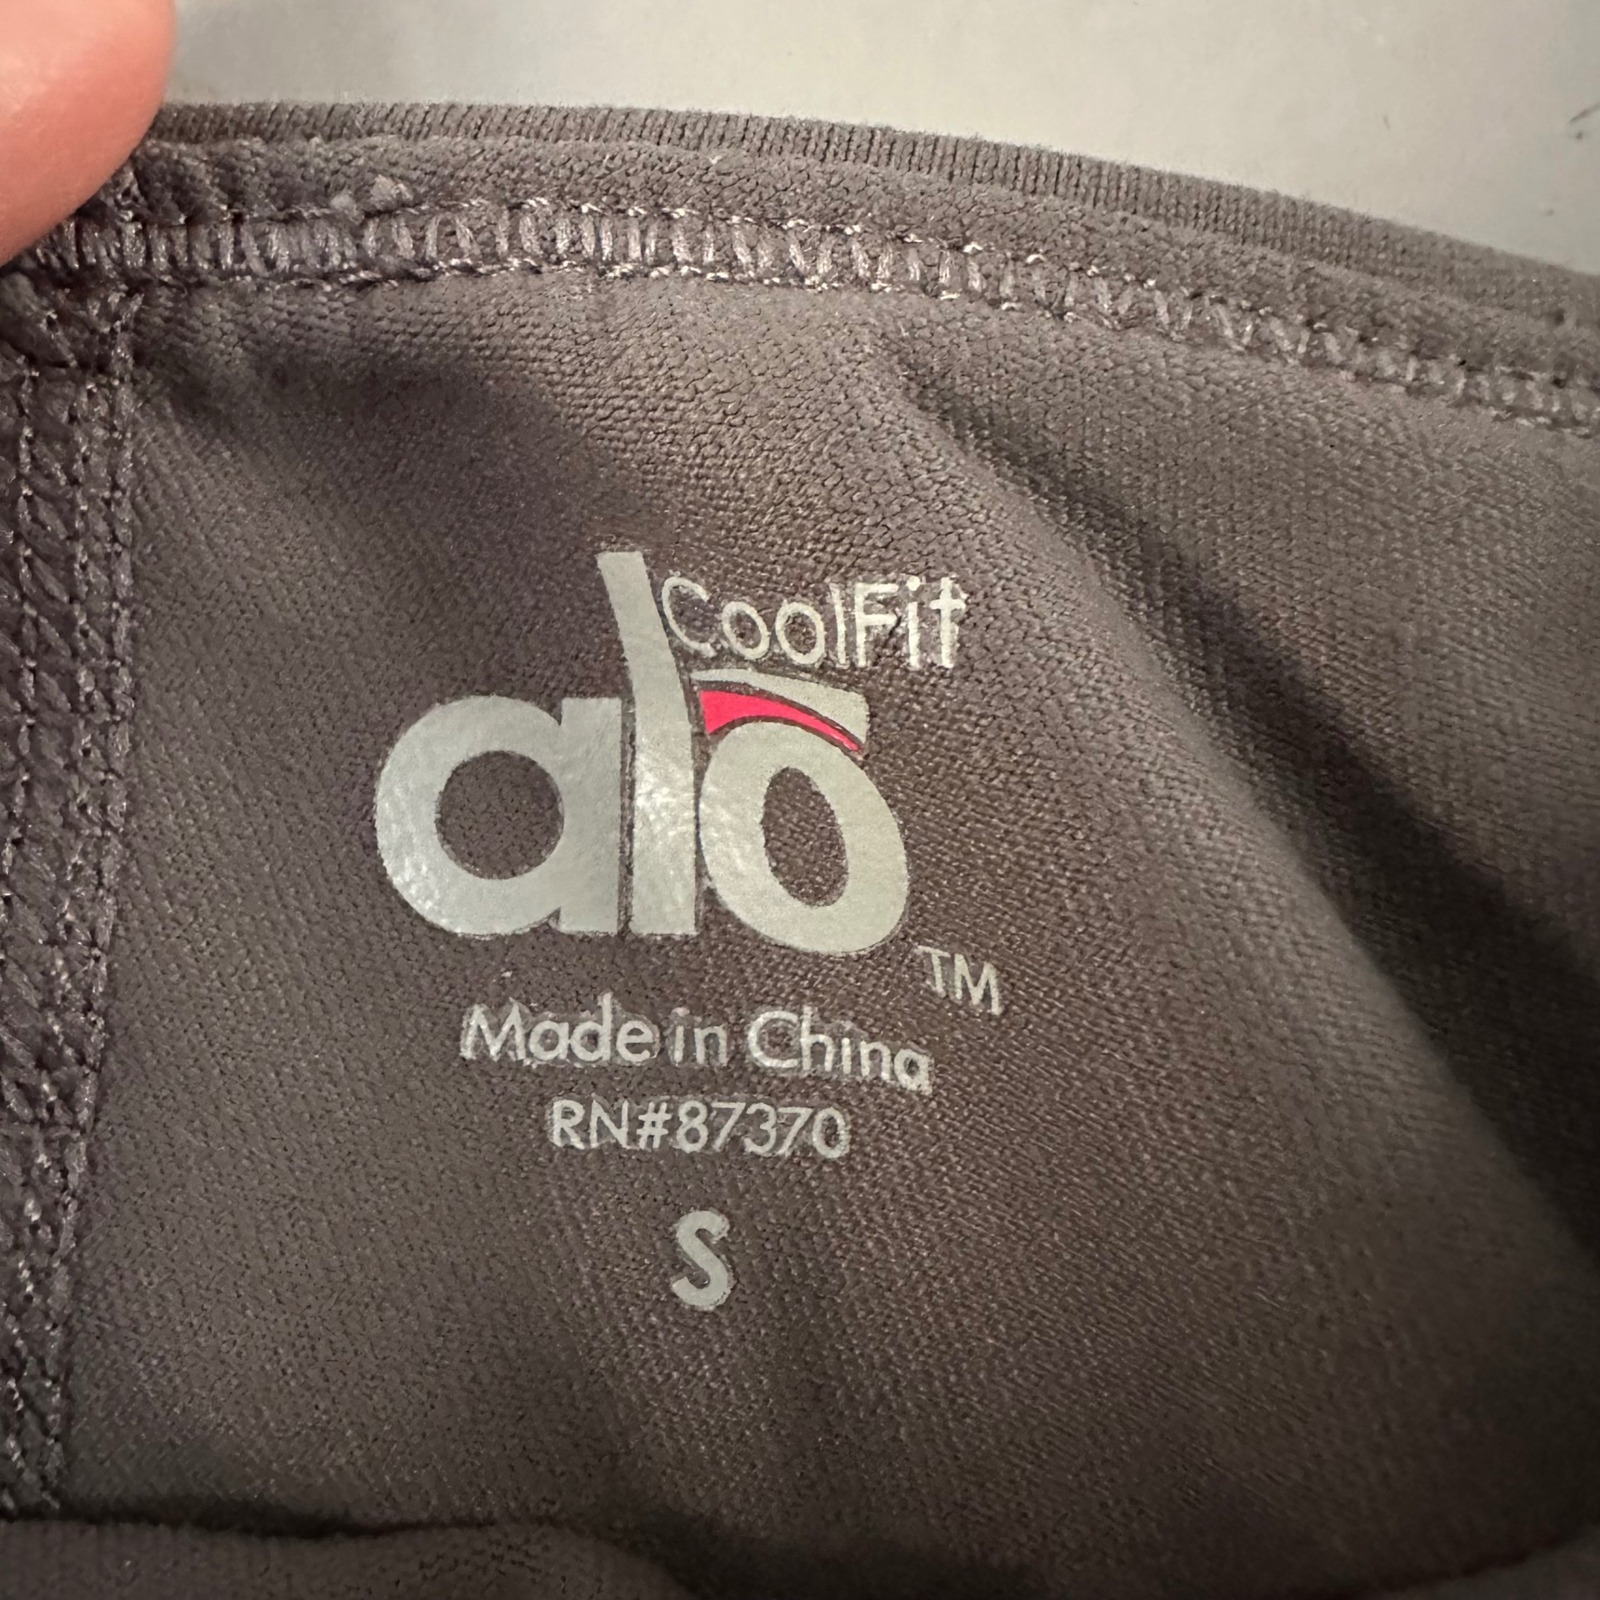 CoolFit
alo
TM
Made in China
RN#87370
S